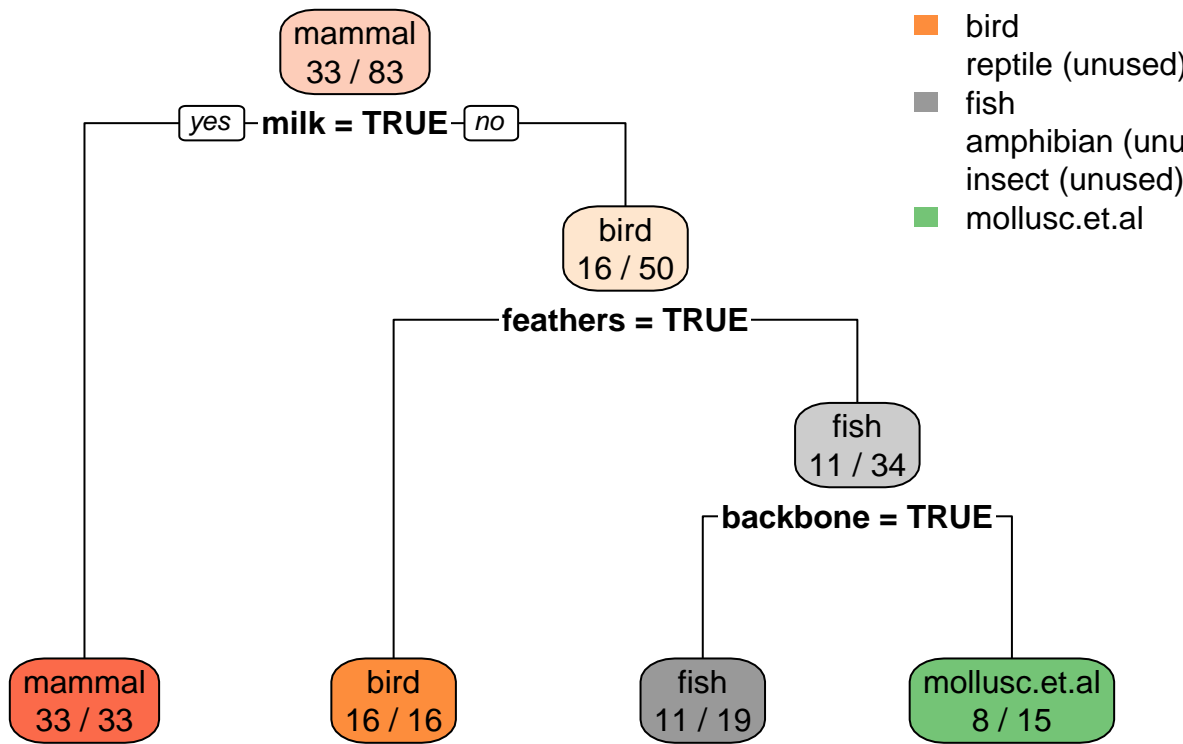 mammal
33 / 83
yes milk = TRUE no
bird
16 / 50
feathers = TRUE
fish
11 / 34
backbone = TRUE
mammal
33 / 33
bird
16 / 16
fish
11 / 19
mollusc.et.al
8 / 15
bird
reptile (unused)
fish
amphibian (unu
insect (unused)
mollusc.et.al